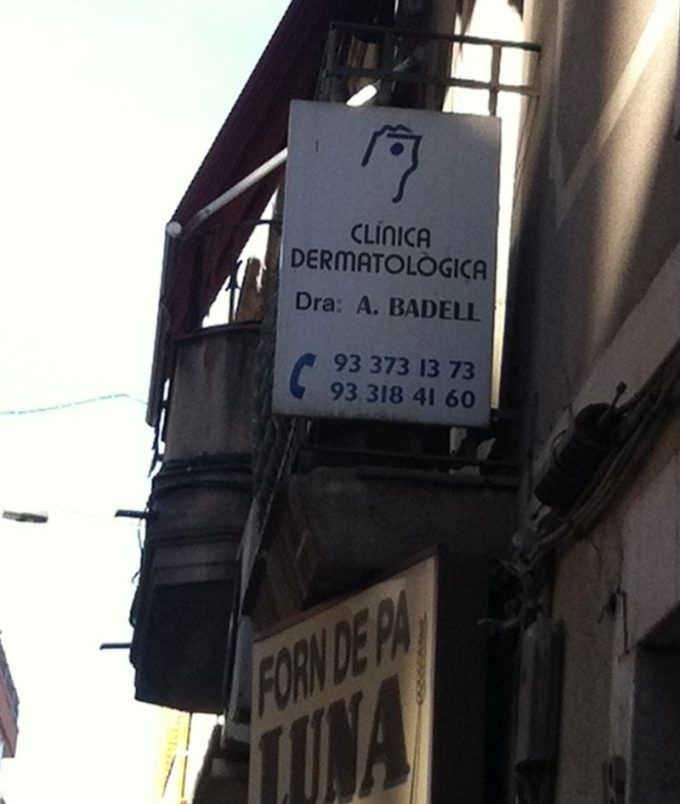 CLÍNICA
DERMATOLÒGICA
Dra: A. BADELL
93 373 13 73
93 318 41 60
FORN DE PA
LUNA